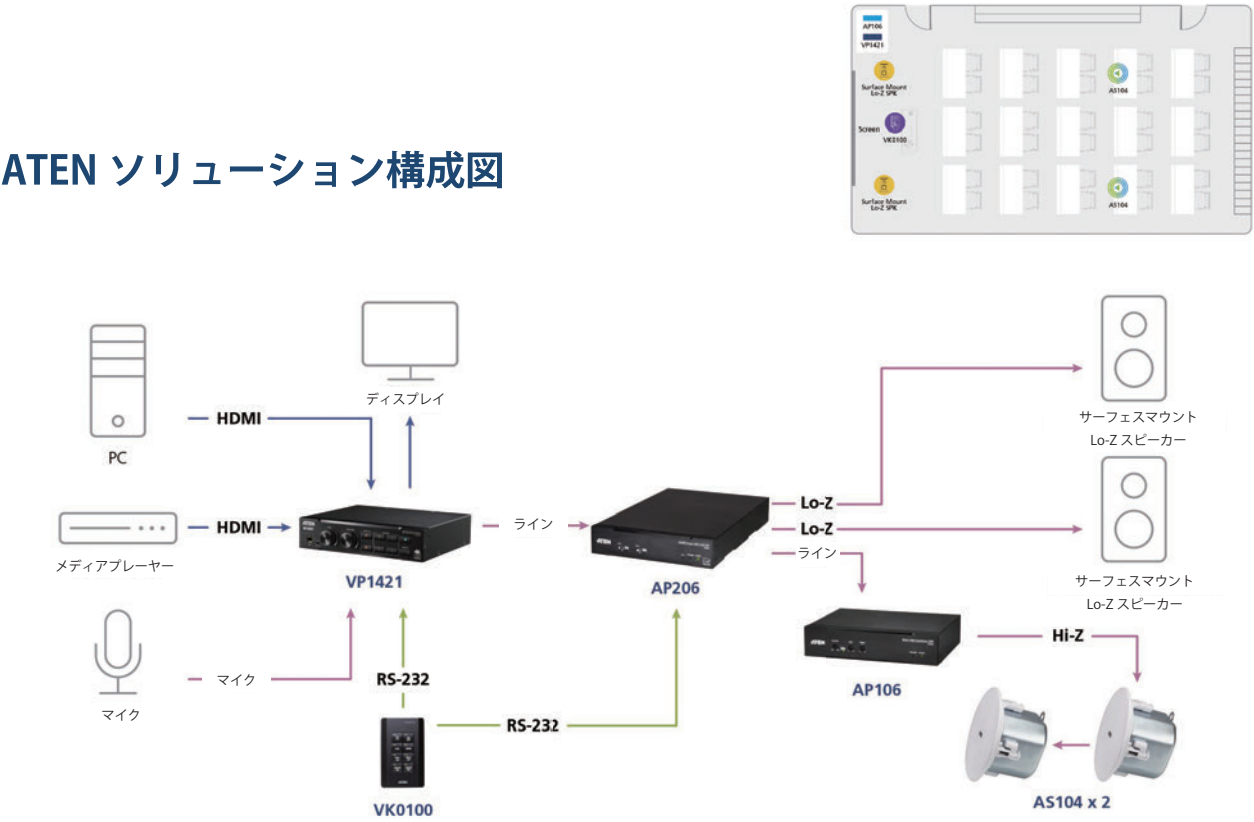 AP106
VP1421
Surface Mount
Lo-Z SPK
AS104
Screen
VK0100
Surface Mount
Lo-Z SPK
AS104
ATEN ソリューション構成図
ディスプレイ
HDMI
PC
サーフェスマウント
Lo-Z スピーカー
Lo-Z
HDMI
ライン
Lo-Z
ライン
メディアプレーヤー
VP1421
AP206
サーフェスマウント
Lo-Z スピーカー
ATEN
ATEN
ATEN
Hi-Z
マイク
RS-232
AP106
マイク
RS-232
ATEN
VK0100
AS104 x 2